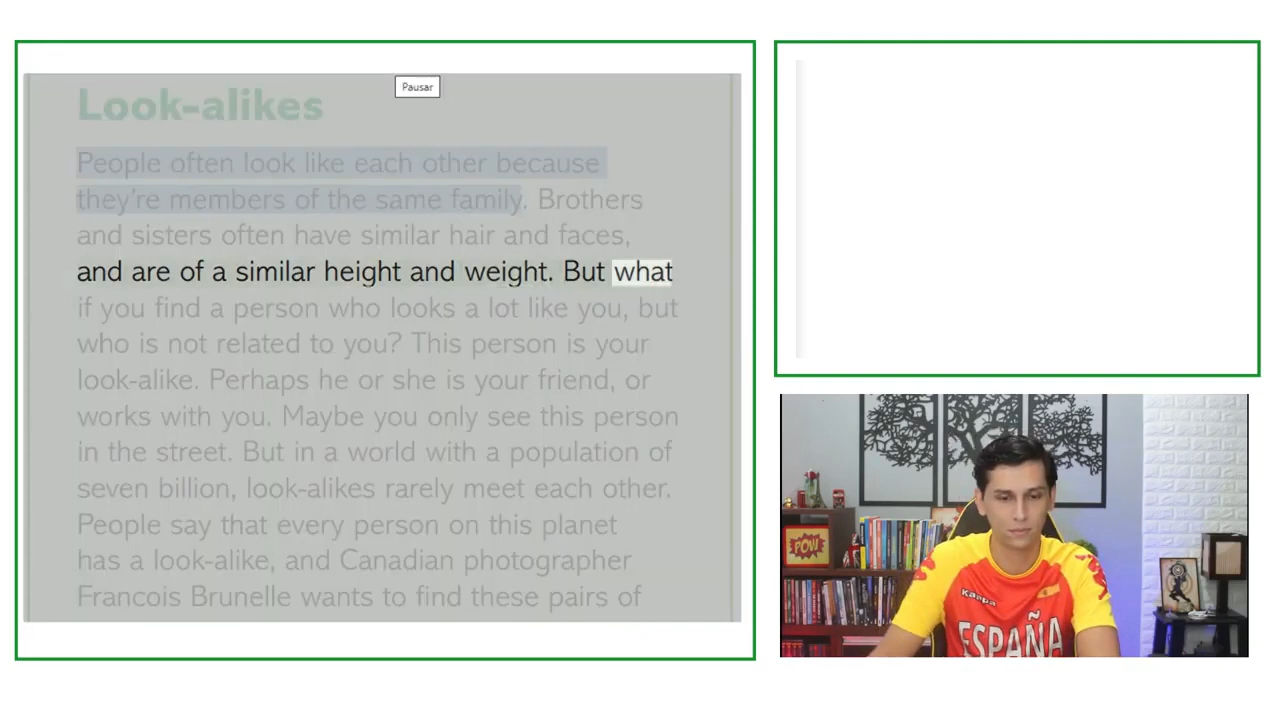 Pausar
Look-alikes
People often look like each other because
they're members of the same family. Brothers
and sisters often have similar hair and faces,
and are of a similar height and weight. But what
if you find a person who looks a lot like you, but
who is not related to you? This person is your
look-alike. Perhaps he or she is your friend, or
works with you. Maybe you only see this person
in the street. But in a world with a population of
seven billion, look-alikes rarely meet each other.
People say that every person on this planet
has a look-alike, and Canadian photographer
Francois Brunelle wants to find these pairs of
POW
Kaepa
ESPAÑA